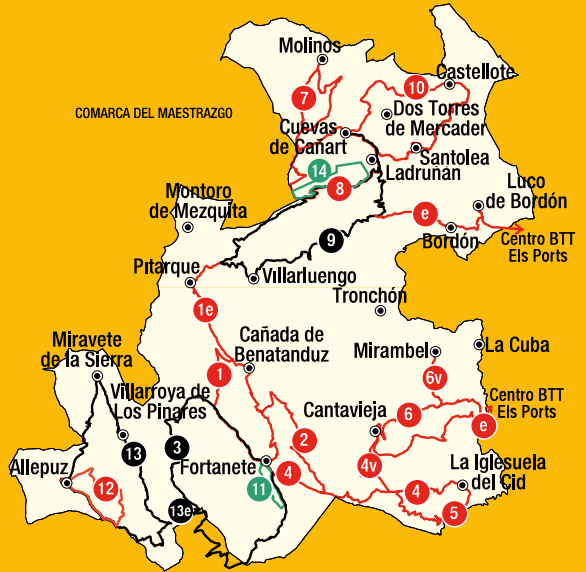 Molinos
Castellote
10
7
COMARCA DEL MAESTRAZGO
Dos Torres
de Mercader
Cuevas
de Cañart
Santolea
Ladruñán
14
8
Montoro
de Mezquita
Luco
de Bordón
e
9
Bordón
Centro BTT
Els Ports
Pitarque
Villarluengo
Tronchón
1e
Cañada de
Benatanduz
Miravete
de la Sierra
Mirambel
La Cuba
6v
1
Villarroya de
Los Pinares
Centro BTT
Els Ports
6
Cantavieja
e
3
2
13
Fortanete
4
4v
La Iglesuela
del Cid
Allepuz
12
11
4
13e
5